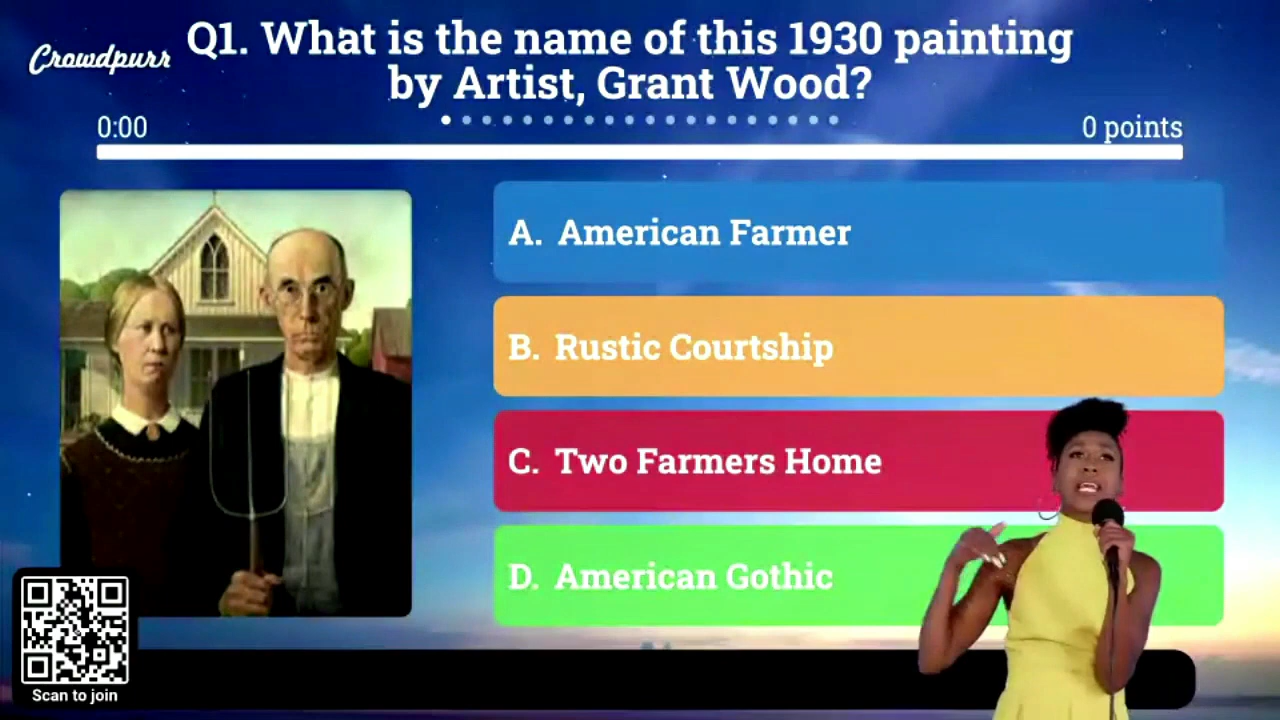 Crowdpurr
Q1. What is the name of this 1930 painting
by Artist, Grant Wood?
0:00
0 points
A. American Farmer
B. Rustic Courtship
C. Two Farmers Home
D. American Gothic
Scan to join